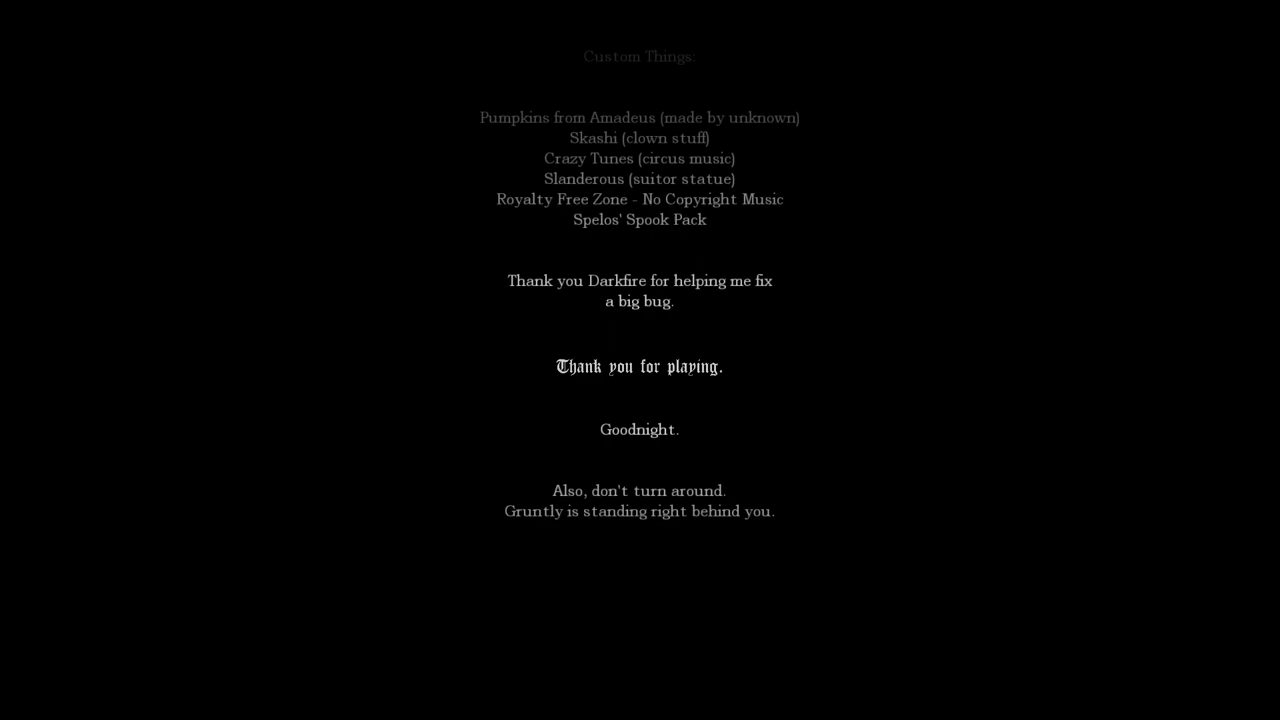 Custom Things:
Pumpkins from Amadeus (made by unknown)
Skashi (clown stuff)
Crazy Tunes (circus music)
Slanderous (suitor statue)
Royalty Free Zone - No Copyright Music
Spelos' Spook Pack
Thank you Darkfire for helping me fix
a big bug.
Thank you for playing.
Goodnight.
Also, don't turn around.
Gruntly is standing right behind you.